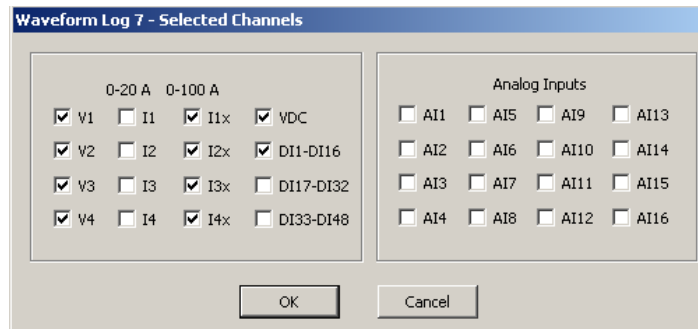 Waveform Log 7 - Selected Channels
0-20 A 0-100 A
V1 I1 I1x VDC
V2 I2 I2x DI1-DI16
V3 I3 I3x DI17-DI32
V4 I4 I4x DI33-DI48
Analog Inputs
AI1 AI5 AI9 AI13
AI2 AI6 AI10 AI14
AI3 AI7 AI11 AI15
AI4 AI8 AI12 AI16
OK Cancel